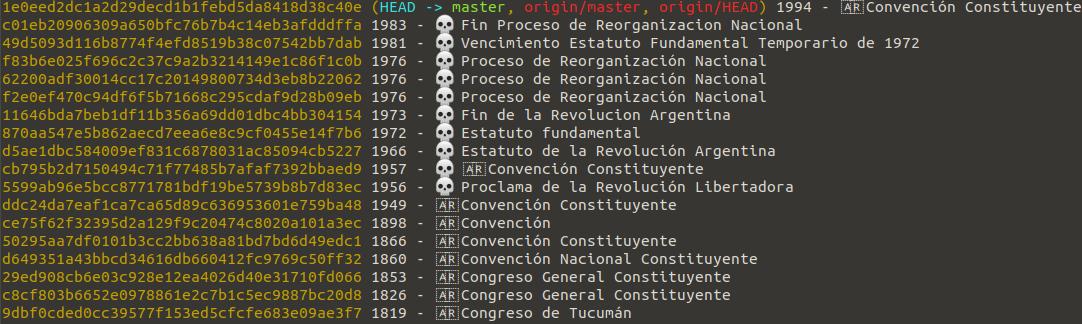 1e0eed2dc1a2d29decd1b1febd5da8418d38c40e (HEAD -> master, origin/master, origin/HEAD) 1994 - 🇦🇷Convención Constituyente
c01eb20906309a650bfc76b7b4c14eb3afdddffa 1983 - 💀 Fin Proceso de Reorganizacion Nacional
49d5093d116b8774f4efd8519b38c07542bb7dab 1981 - 💀 Vencimiento Estatuto Fundamental Temporario de 1972
f83b6e025f696c2c37c9a2b3214149e1c86f1c0b 1976 - 💀 Proceso de Reorganización Nacional
62200adf30014cc17c20149800734d3eb8b22062 1976 - 💀 Proceso de Reorganización Nacional
f2e0ef470c94df6f5b71668c295cdaf9d28b09eb 1976 - 💀 Proceso de Reorganización Nacional
11646bda7beb1df11b356a69dd01dbc4bb304154 1973 - 💀 Fin de la Revolucion Argentina
870aa547e5b862aecd7eea6e8c9cf0455e14f7b6 1972 - 💀 Estatuto fundamental
d5ae1dbc584009ef831c6878031ac85094cb5227 1966 - 💀 Estatuto de la Revolución Argentina
cb795b2d7150494c71f77485b7afaf7392bbaed9 1957 - 💀 🇦🇷Convención Constituyente
5599ab96e5bcc8771781bdf19be5739b8b7d83ec 1956 - 💀 Proclama de la Revolución Libertadora
ddc24da7eaf1ca7ca65d89c636953601e759ba48 1949 - 🇦🇷Convención Constituyente
ce75f62f32395d2a129f9c20474c8020a101a3ec 1898 - 🇦🇷Convención
50295aa7df0101b3cc2bb638a81bd7bd6d49edc1 1866 - 🇦🇷Convención Constituyente
d649351a43bbcd34616db660412fc9769c50ff32 1860 - 🇦🇷Convención Nacional Constituyente
29ed908cb6e03c928e12ea4026d40e31710fd066 1853 - 🇦🇷Congreso General Constituyente
c8cf803b6652e0978861e2c7b1c5ec9887bc20d8 1826 - 🇦🇷Congreso General Constituyente
9dbf0cded0cc39577f153ed5cfcfe683e09ae3f7 1819 - 🇦🇷Congreso de Tucumán